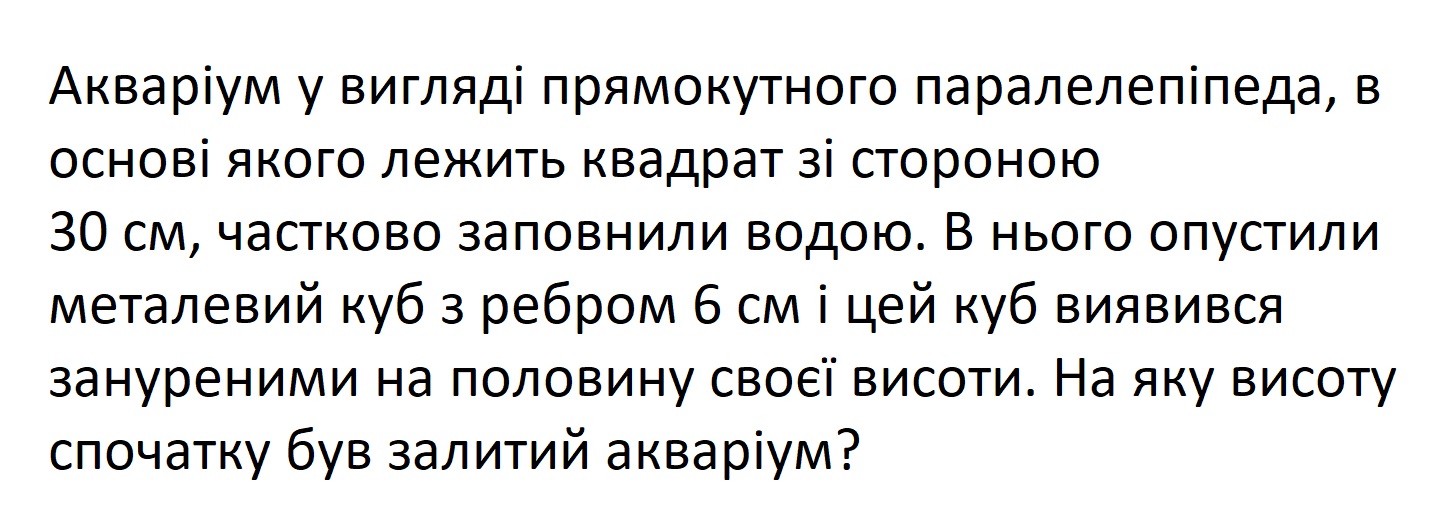 Акваріум у вигляді прямокутного паралелепіпеда, в
основі якого лежить квадрат зі стороною
30 см, частково заповнили водою. В нього опустили
металевий куб з ребром 6 см і цей куб виявився
зануреними на половину своєї висоти. На яку висоту
спочатку був залитий акваріум?